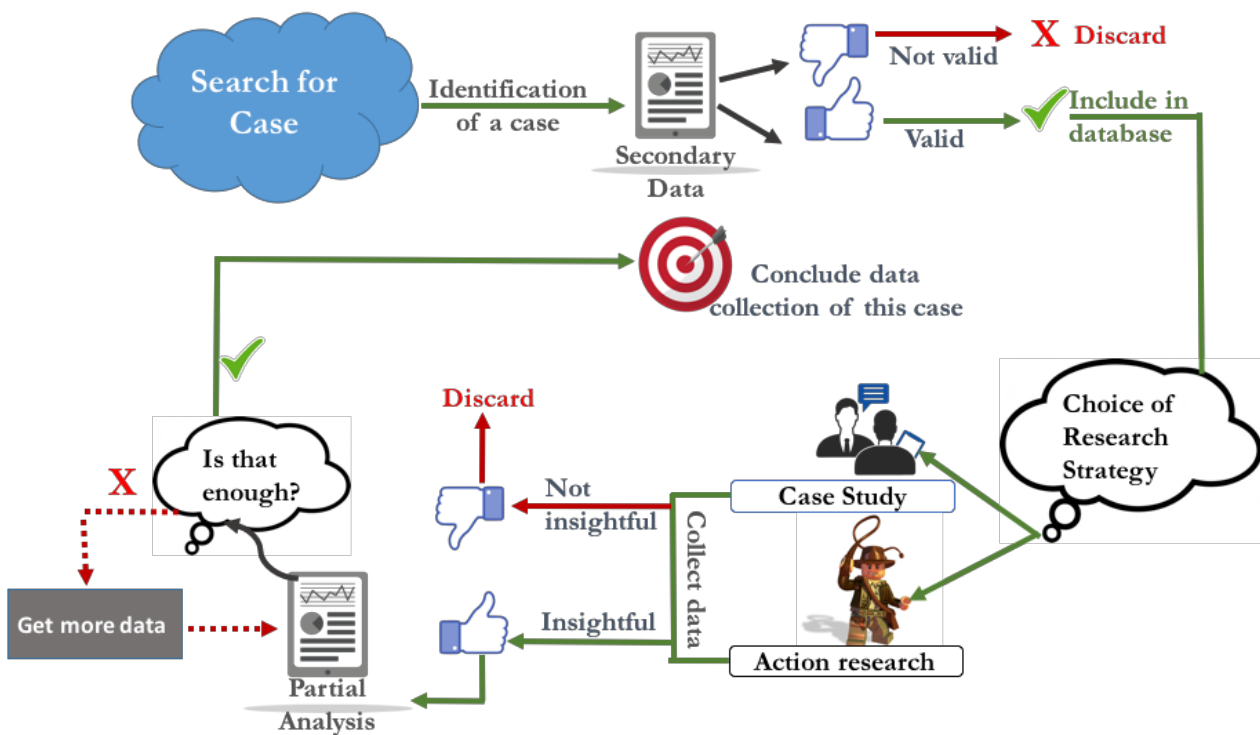 Search for
Case
Identification
of a case
Secondary
Data
Not valid
X Discard
Valid
Include in
database
Conclude data
collection of this case
Choice of
Research
Strategy
Case Study
Action research
Collect data
Not
insightful
Discard
Insightful
Partial
Analysis
Is that
enough?
X
Get more data